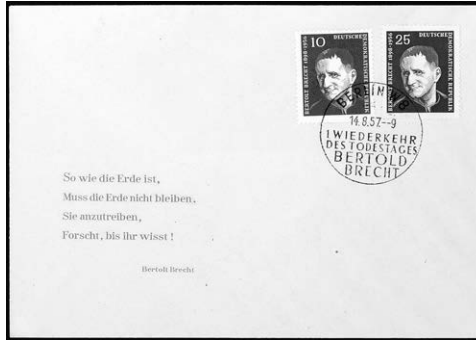 10
DEUTSCHE
DEMOKRATISCHE REPUBLIK
BERTOLT BRECHT 1898-1956
25
DEUTSCHE
DEMOKRATISCHE REPUBLIK
BERTOLT BRECHT 1898-1956
BERLIN W8
14.8.57.--9
I WIEDERKEHR
DES TODESTAGES
BERTOLD
BRECHT
So wie die Erde ist,
Muss die Erde nicht bleiben,
Sie anzutreiben,
Forscht, bis ihr wisst !
Bertolt Brecht